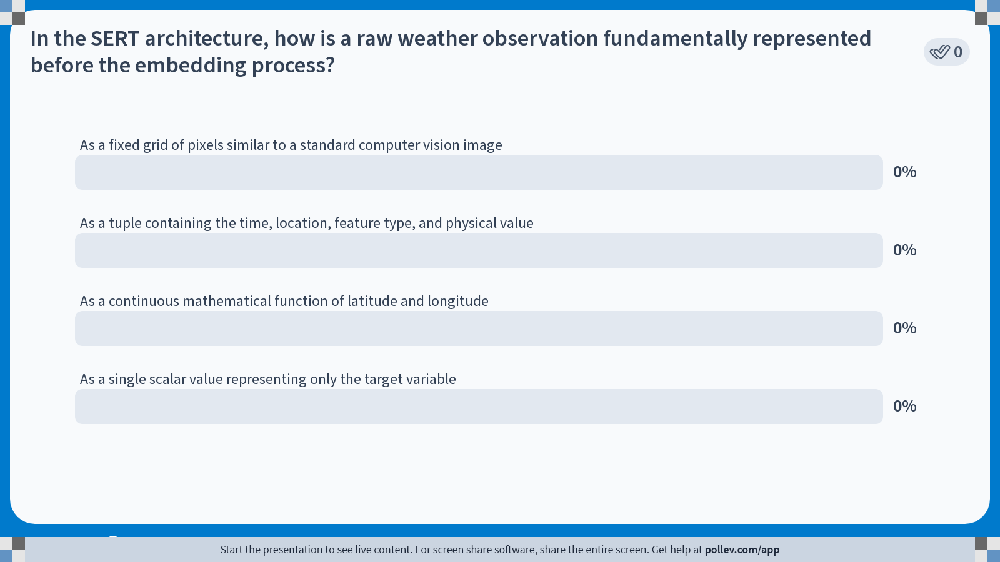 In the SERT architecture, how is a raw weather observation fundamentally represented
before the embedding process?
0
As a fixed grid of pixels similar to a standard computer vision image
0%
As a tuple containing the time, location, feature type, and physical value
0%
As a continuous mathematical function of latitude and longitude
0%
As a single scalar value representing only the target variable
0%
Start the presentation to see live content. For screen share software, share the entire screen. Get help at pollev.com/app